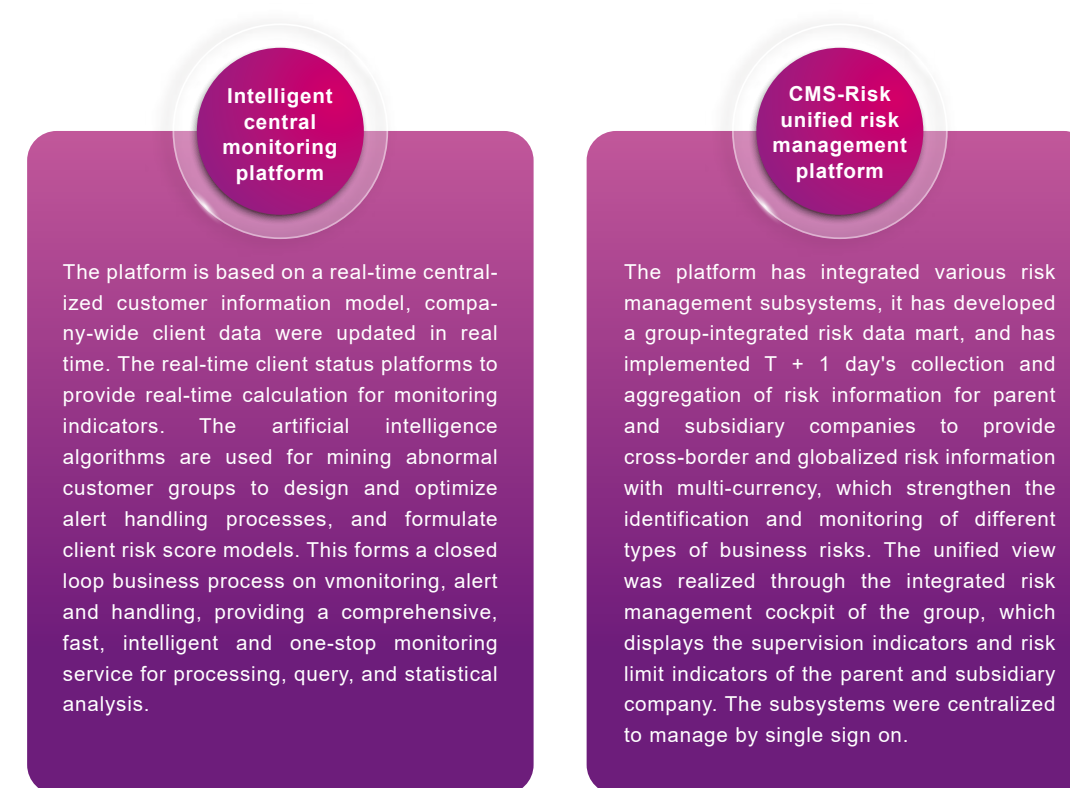 Intelligent
central
monitoring
platform
The platform is based on a real-time central-
ized customer information model, compa-
ny-wide client data were updated in real
time. The real-time client status platforms to
provide real-time calculation for monitoring
indicators. The artificial intelligence
algorithms are used for mining abnormal
customer groups to design and optimize
alert handling processes, and formulate
client risk score models. This forms a closed
loop business process on vmonitoring, alert
and handling, providing a comprehensive,
fast, intelligent and one-stop monitoring
service for processing, query, and statistical
analysis.
CMS-Risk
unified risk
management
platform
The platform has integrated various risk
management subsystems, it has developed
a group-integrated risk data mart, and has
implemented T + 1 day's collection and
aggregation of risk information for parent
and subsidiary companies to provide
cross-border and globalized risk information
with multi-currency, which strengthen the
identification and monitoring of different
types of business risks. The unified view
was realized through the integrated risk
management cockpit of the group, which
displays the supervision indicators and risk
limit indicators of the parent and subsidiary
company. The subsystems were centralized
to manage by single sign on.